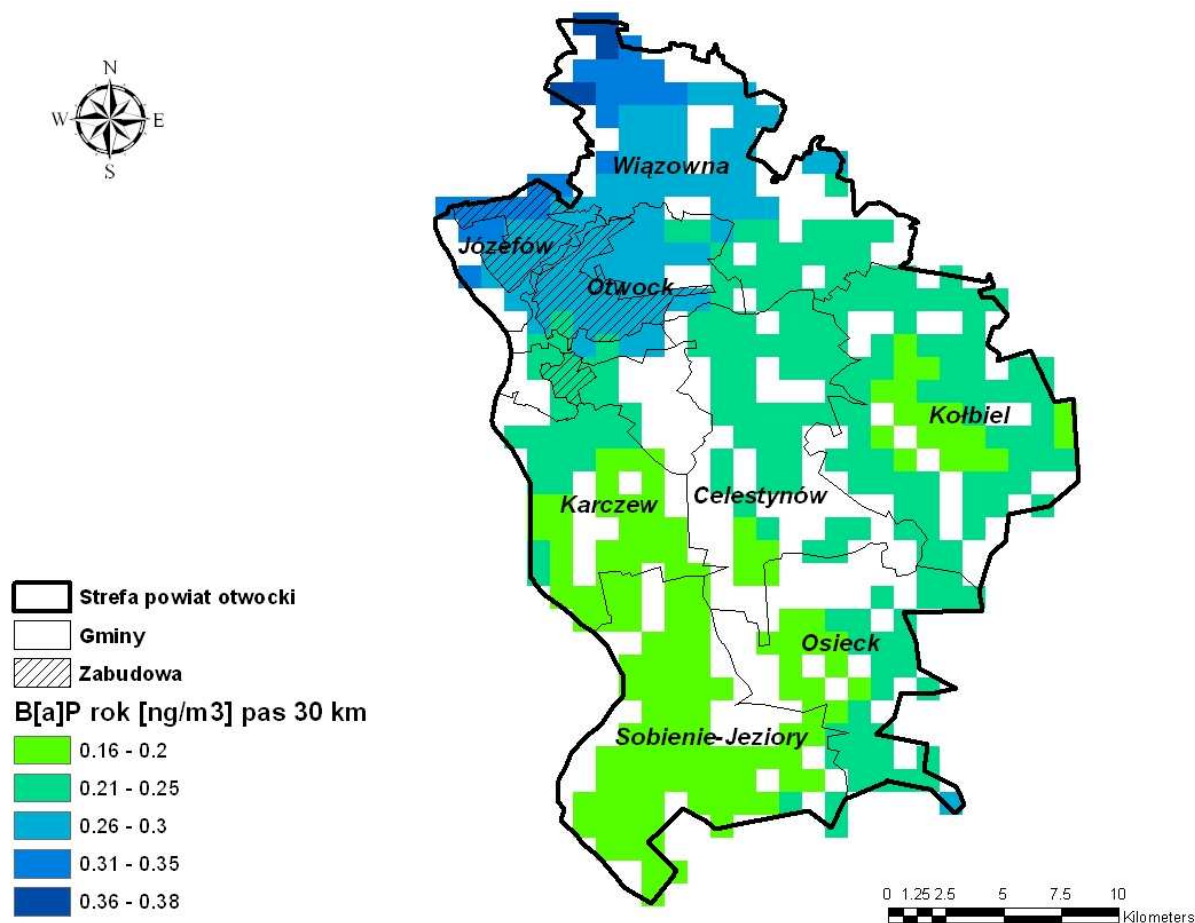 N
W E
S
Wiązowna
Józefów
Otwock
Kołbiel
Karczew
Celestynów
Osieck
Sobienie-Jeziory
Strefa powiat otwocki
Gminy
Zabudowa
B[a]P rok [ng/m3] pas 30 km
0.16 - 0.2
0.21 - 0.25
0.26 - 0.3
0.31 - 0.35
0.36 - 0.38
0 1.25 2.5 5 7.5 10
Kilometers